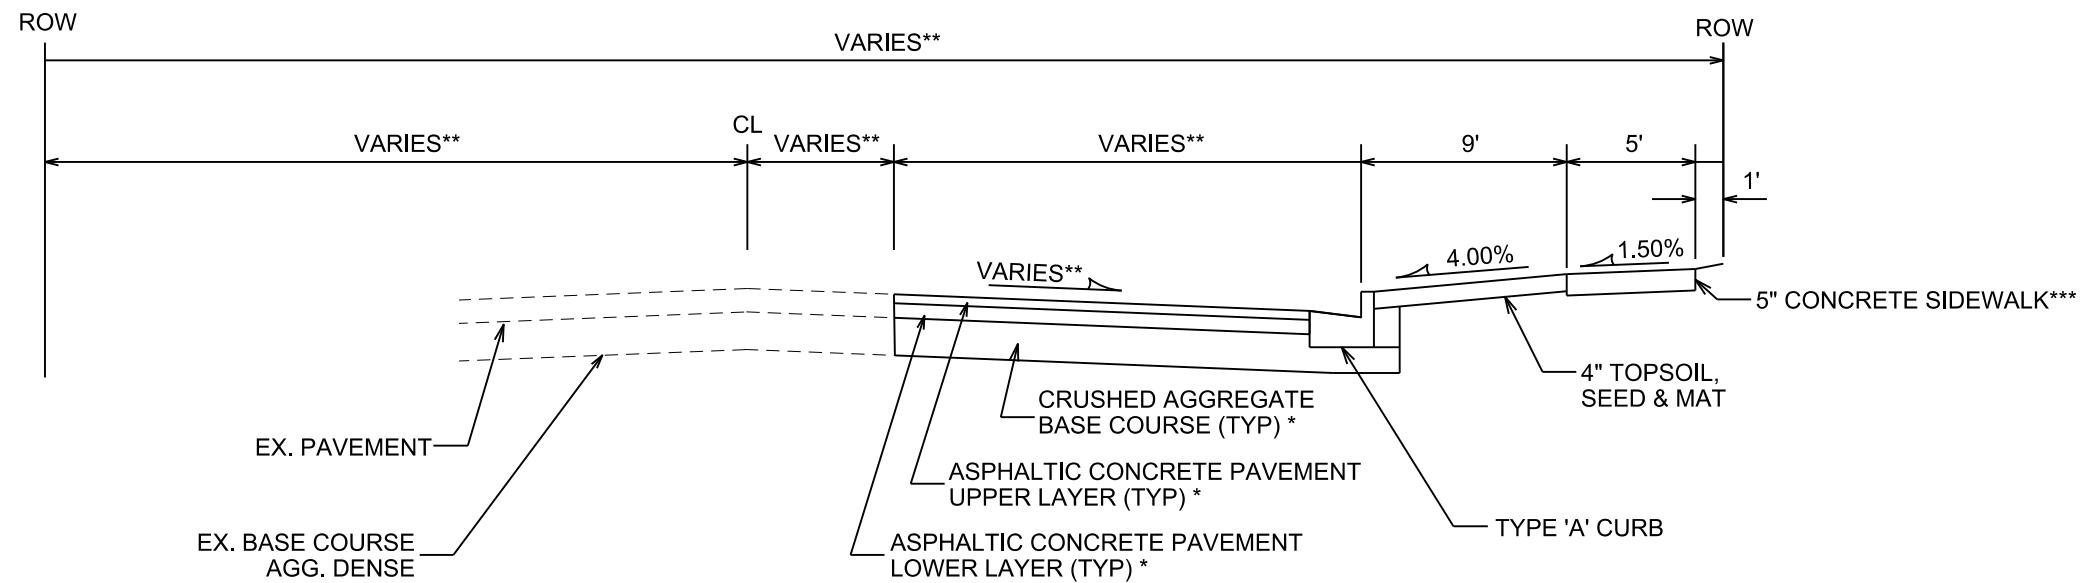 ROW
ROW
VARIES**
CL
VARIES**
VARIES**
VARIES**
9'
5'
1'
VARIES**
4.00%
1.50%
5" CONCRETE SIDEWALK***
4" TOPSOIL,
SEED & MAT
CRUSHED AGGREGATE
BASE COURSE (TYP) *
EX. PAVEMENT
ASPHALTIC CONCRETE PAVEMENT
UPPER LAYER (TYP) *
TYPE 'A' CURB
EX. BASE COURSE
AGG. DENSE
ASPHALTIC CONCRETE PAVEMENT
LOWER LAYER (TYP) *